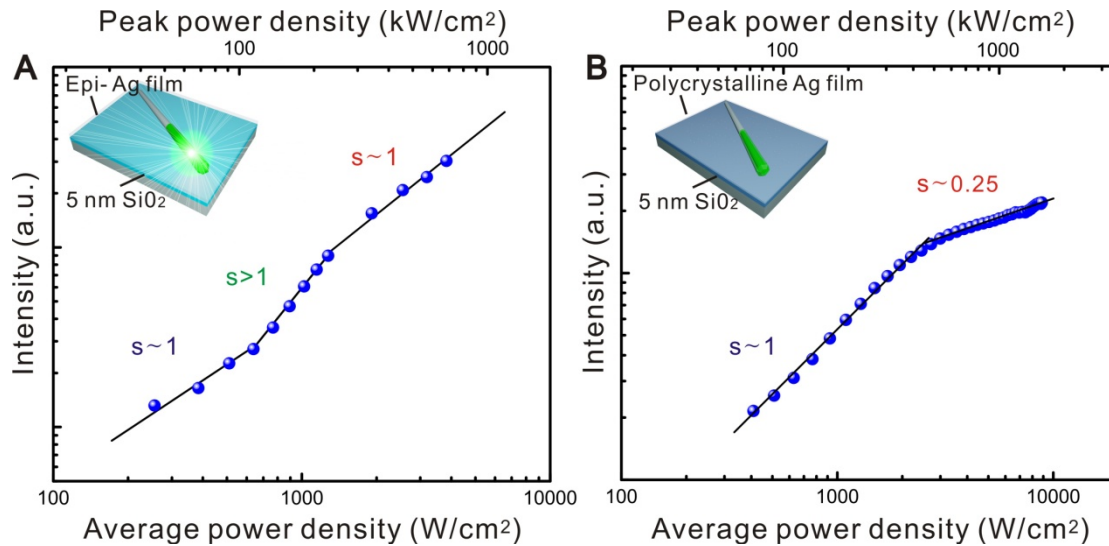 Peak power density (kW/cm²)
100 1000
A
Epi- Ag film
5 nm SiO₂
s~1
s>1
s~1
Intensity (a.u.)
100 1000 10000
Average power density (W/cm²)
Peak power density (kW/cm²)
100 1000
B
Polycrystalline Ag film
5 nm SiO₂
s~0.25
s~1
Intensity (a.u.)
100 1000 10000
Average power density (W/cm²)